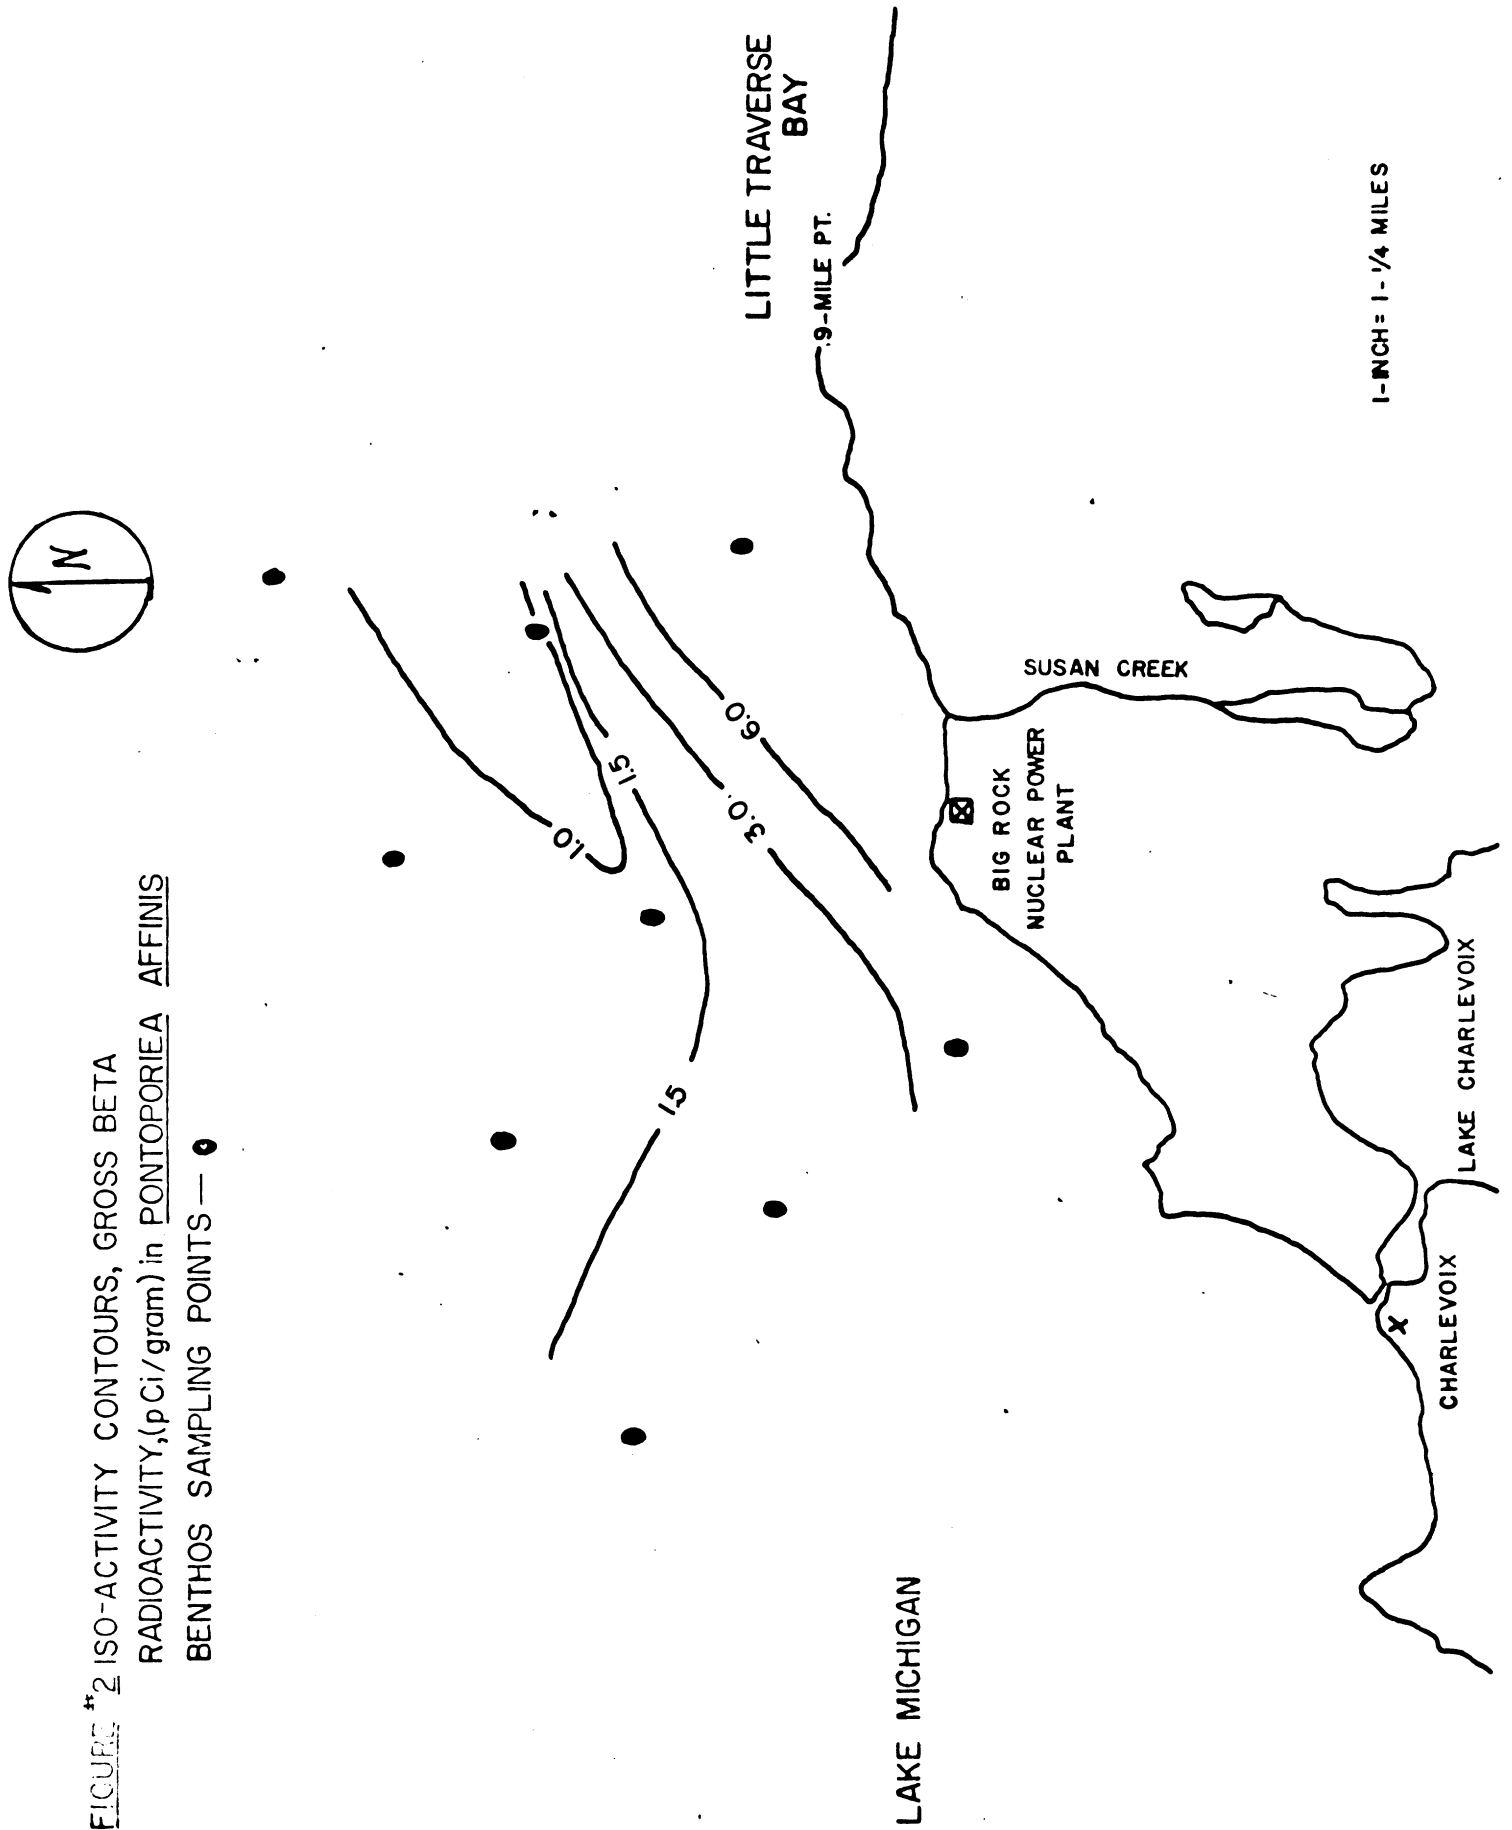 FIGURE #2 ISO-ACTIVITY CONTOURS, GROSS BETA
RADIOACTIVITY,(pCi/gram) in PONTOPORIEA AFFINIS
BENTHOS SAMPLING POINTS—
N
LITTLE TRAVERSE
BAY
9-MILE PT.
1.0
1.5
1.5
3.0
6.0
SUSAN CREEK
BIG ROCK
NUCLEAR POWER
PLANT
LAKE MICHIGAN
LAKE CHARLEVOIX
X
CHARLEVOIX
1-INCH = 1-1/4 MILES